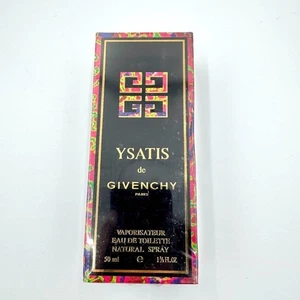 YSATIS
de
GIVENCHY
PARIS
VAPORISATEUR
EAU DE TOILETTE
NATURAL SPRAY
50 ml e 1⅔ FL.OZ